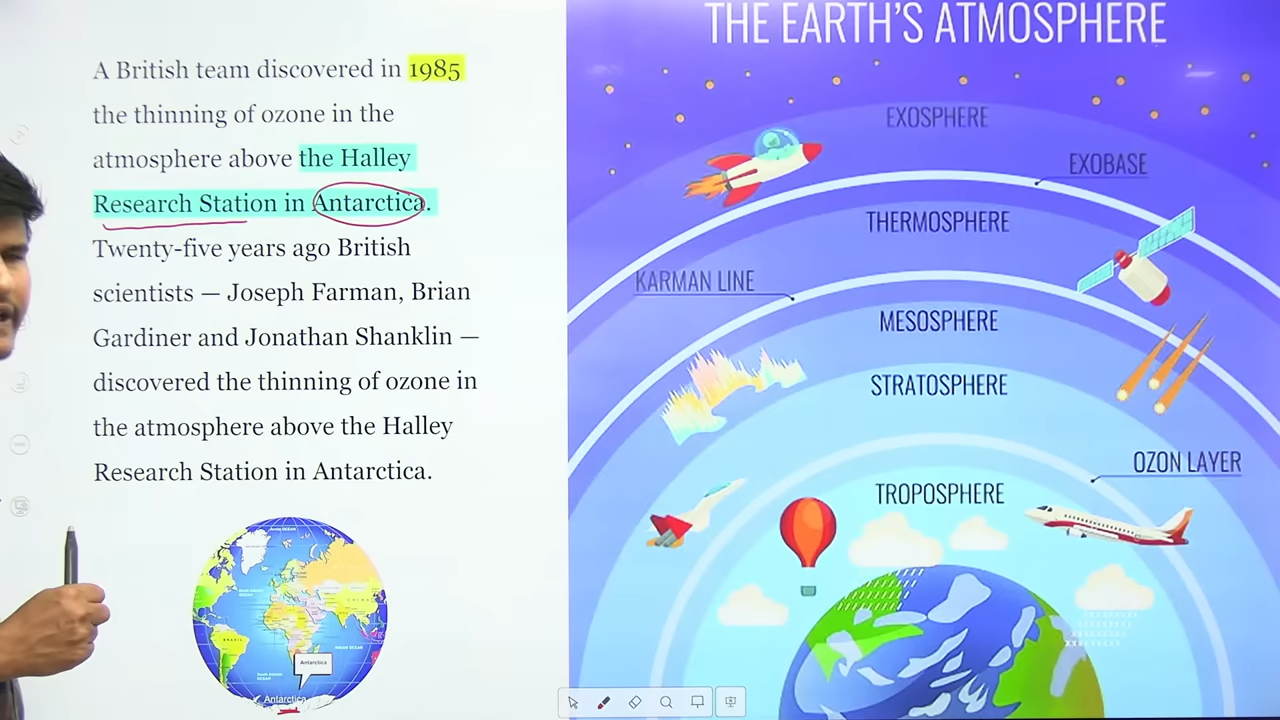 A British team discovered in 1985
the thinning of ozone in the
atmosphere above the Halley
Research Station in Antarctica.
Twenty-five years ago British
scientists — Joseph Farman, Brian
Gardiner and Jonathan Shanklin —
discovered the thinning of ozone in
the atmosphere above the Halley
Research Station in Antarctica.
BRAZIL
CHINA
Antarctica
Antarctica
THE EARTH'S ATMOSPHERE
EXOSPHERE
EXOBASE
THERMOSPHERE
KARMAN LINE
MESOSPHERE
STRATOSPHERE
OZON LAYER
TROPOSPHERE